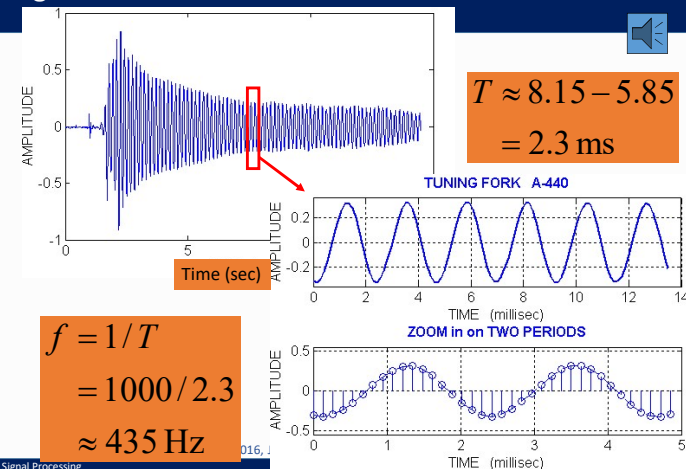 1
0.5
0
-0.5
-1
AMPLITUDE
0
5
Time (sec)
T ≈ 8.15 − 5.85
= 2.3 ms
TUNING FORK A-440
0.2
0
-0.2
AMPLITUDE
0 2 4 6 8 10 12 14
TIME (millisec)
ZOOM in on TWO PERIODS
0.5
0
-0.5
AMPLITUDE
0 1 2 3 4 5
TIME (millisec)
f = 1/T
= 1000/2.3
≈ 435 Hz
016, J
Signal Processing